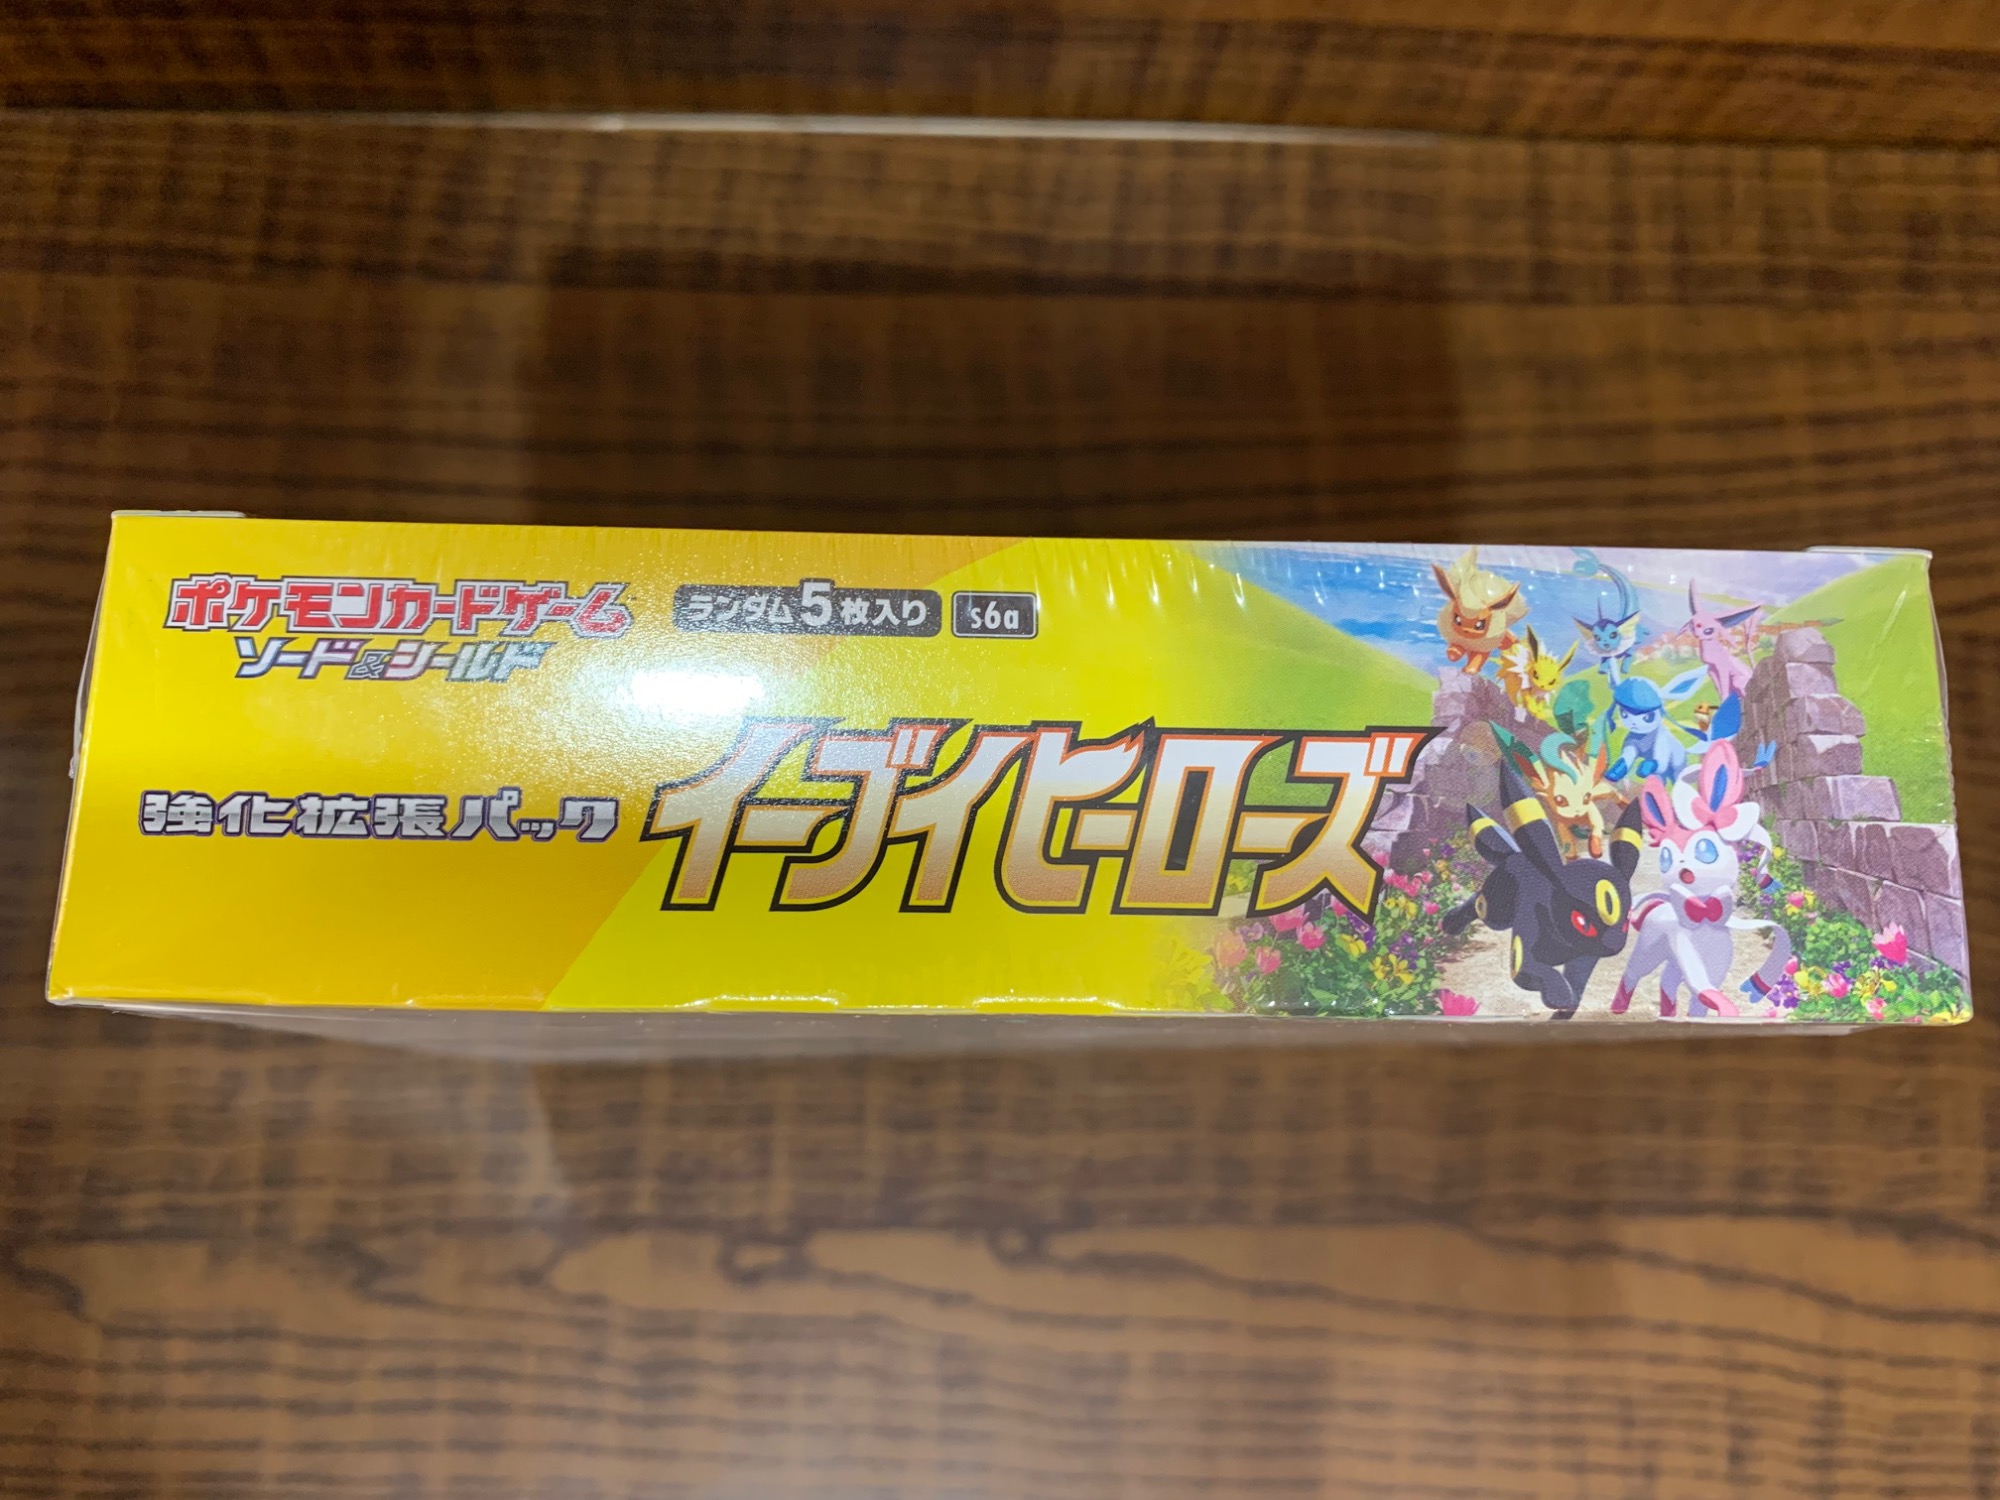 ポケモンカードゲーム
ソード&シールド
ランダム5枚入り s6a
強化拡張パック イーブイヒーローズ